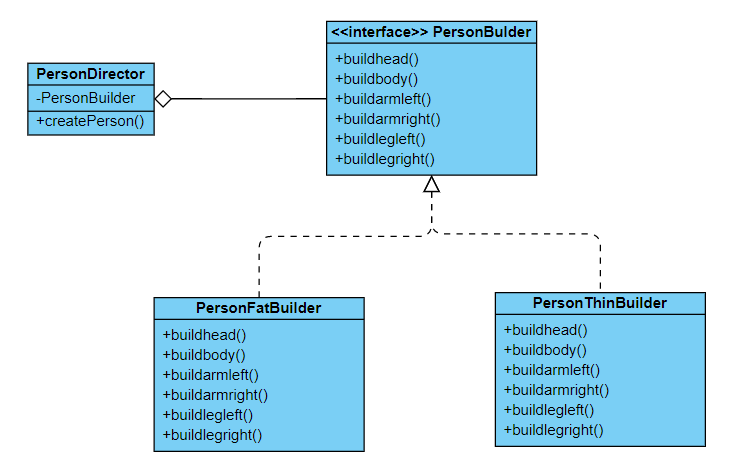 <<interface>> PersonBulder
+buildhead()
+buildbody()
+buildarmleft()
+buildarmright()
+buildlegleft()
+buildlegright()
PersonDirector
-PersonBuilder
+createPerson()
PersonFatBuilder
+buildhead()
+buildbody()
+buildarmleft()
+buildarmright()
+buildlegleft()
+buildlegright()
PersonThinBuilder
+buildhead()
+buildbody()
+buildarmleft()
+buildarmright()
+buildlegleft()
+buildlegright()